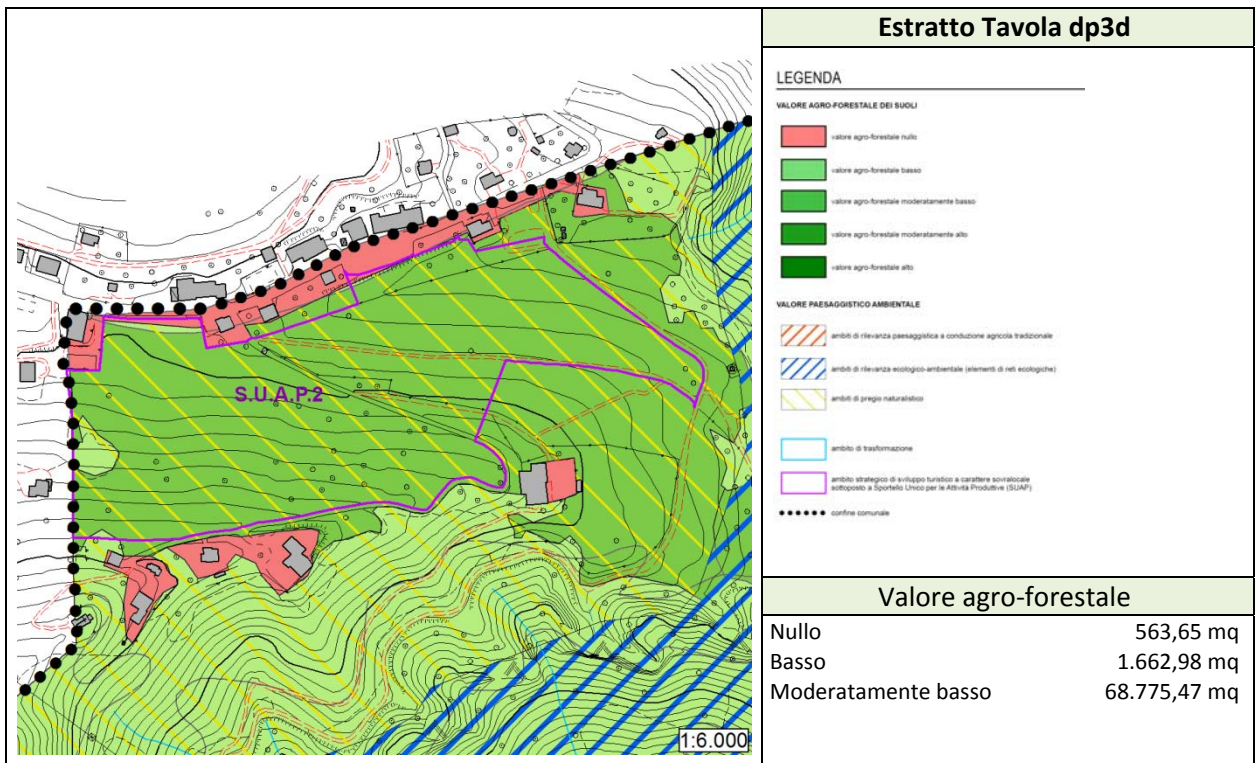 Estratto Tavola dp3d
LEGENDA
VALORE AGRO-FORESTALE DEI SUOLI
valore agro-forestale nullo
valore agro-forestale basso
valore agro-forestale moderatamente basso
valore agro-forestale moderatamente alto
valore agro-forestale alto
VALORE PAESAGGISTICO AMBIENTALE
ambiti di rilevanza paesaggistica a conduzione agricola tradizionale
ambiti di rilevanza ecologico-ambientale (elementi di reti ecologiche)
ambiti di pregio naturalistico
ambito di trasformazione
ambito strategico di sviluppo turistico a carattere sovralocale
sottoposto a Sportello Unico per le Attività Produttive (SUAP)
confine comunale
S.U.A.P.2
1:6.000
Valore agro-forestale
Nullo 563,65 mq
Basso 1.662,98 mq
Moderatamente basso 68.775,47 mq